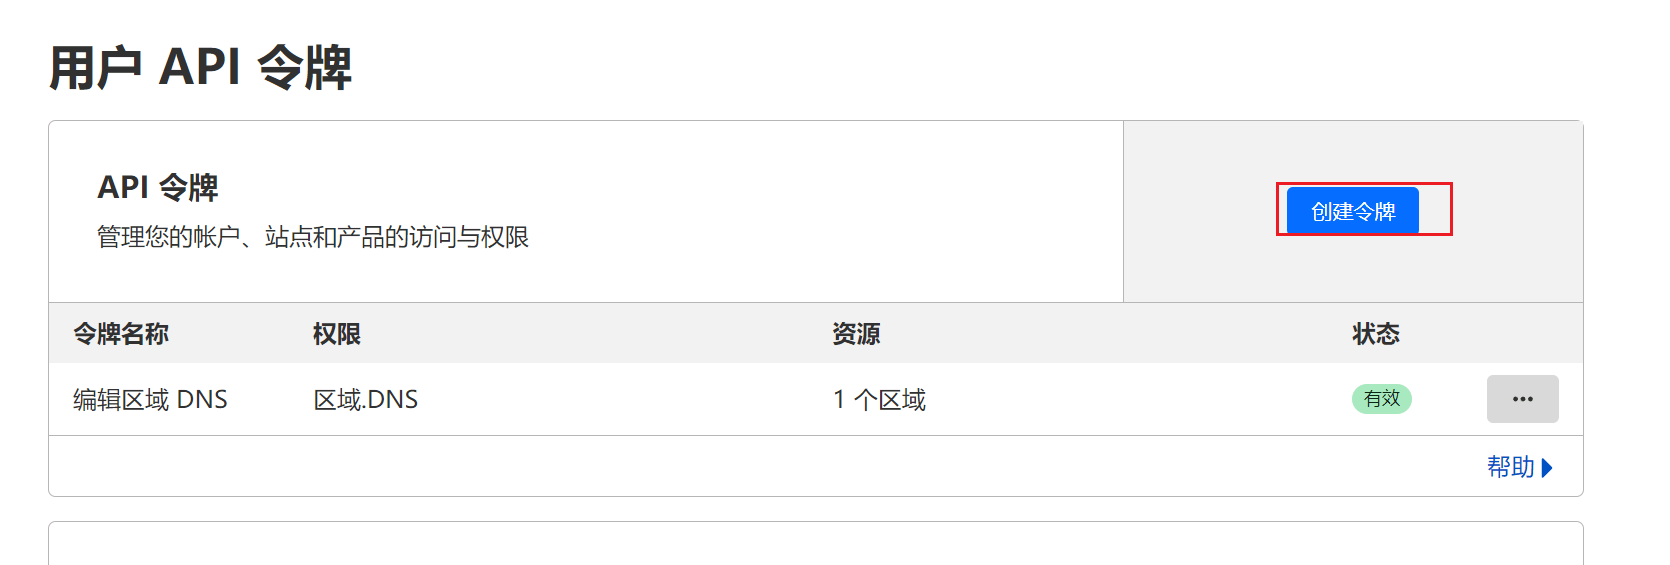 用户 API 令牌
API 令牌
管理您的帐户、站点和产品的访问与权限
创建令牌
令牌名称 权限 资源 状态
编辑区域 DNS 区域.DNS 1 个区域 有效 ...
帮助